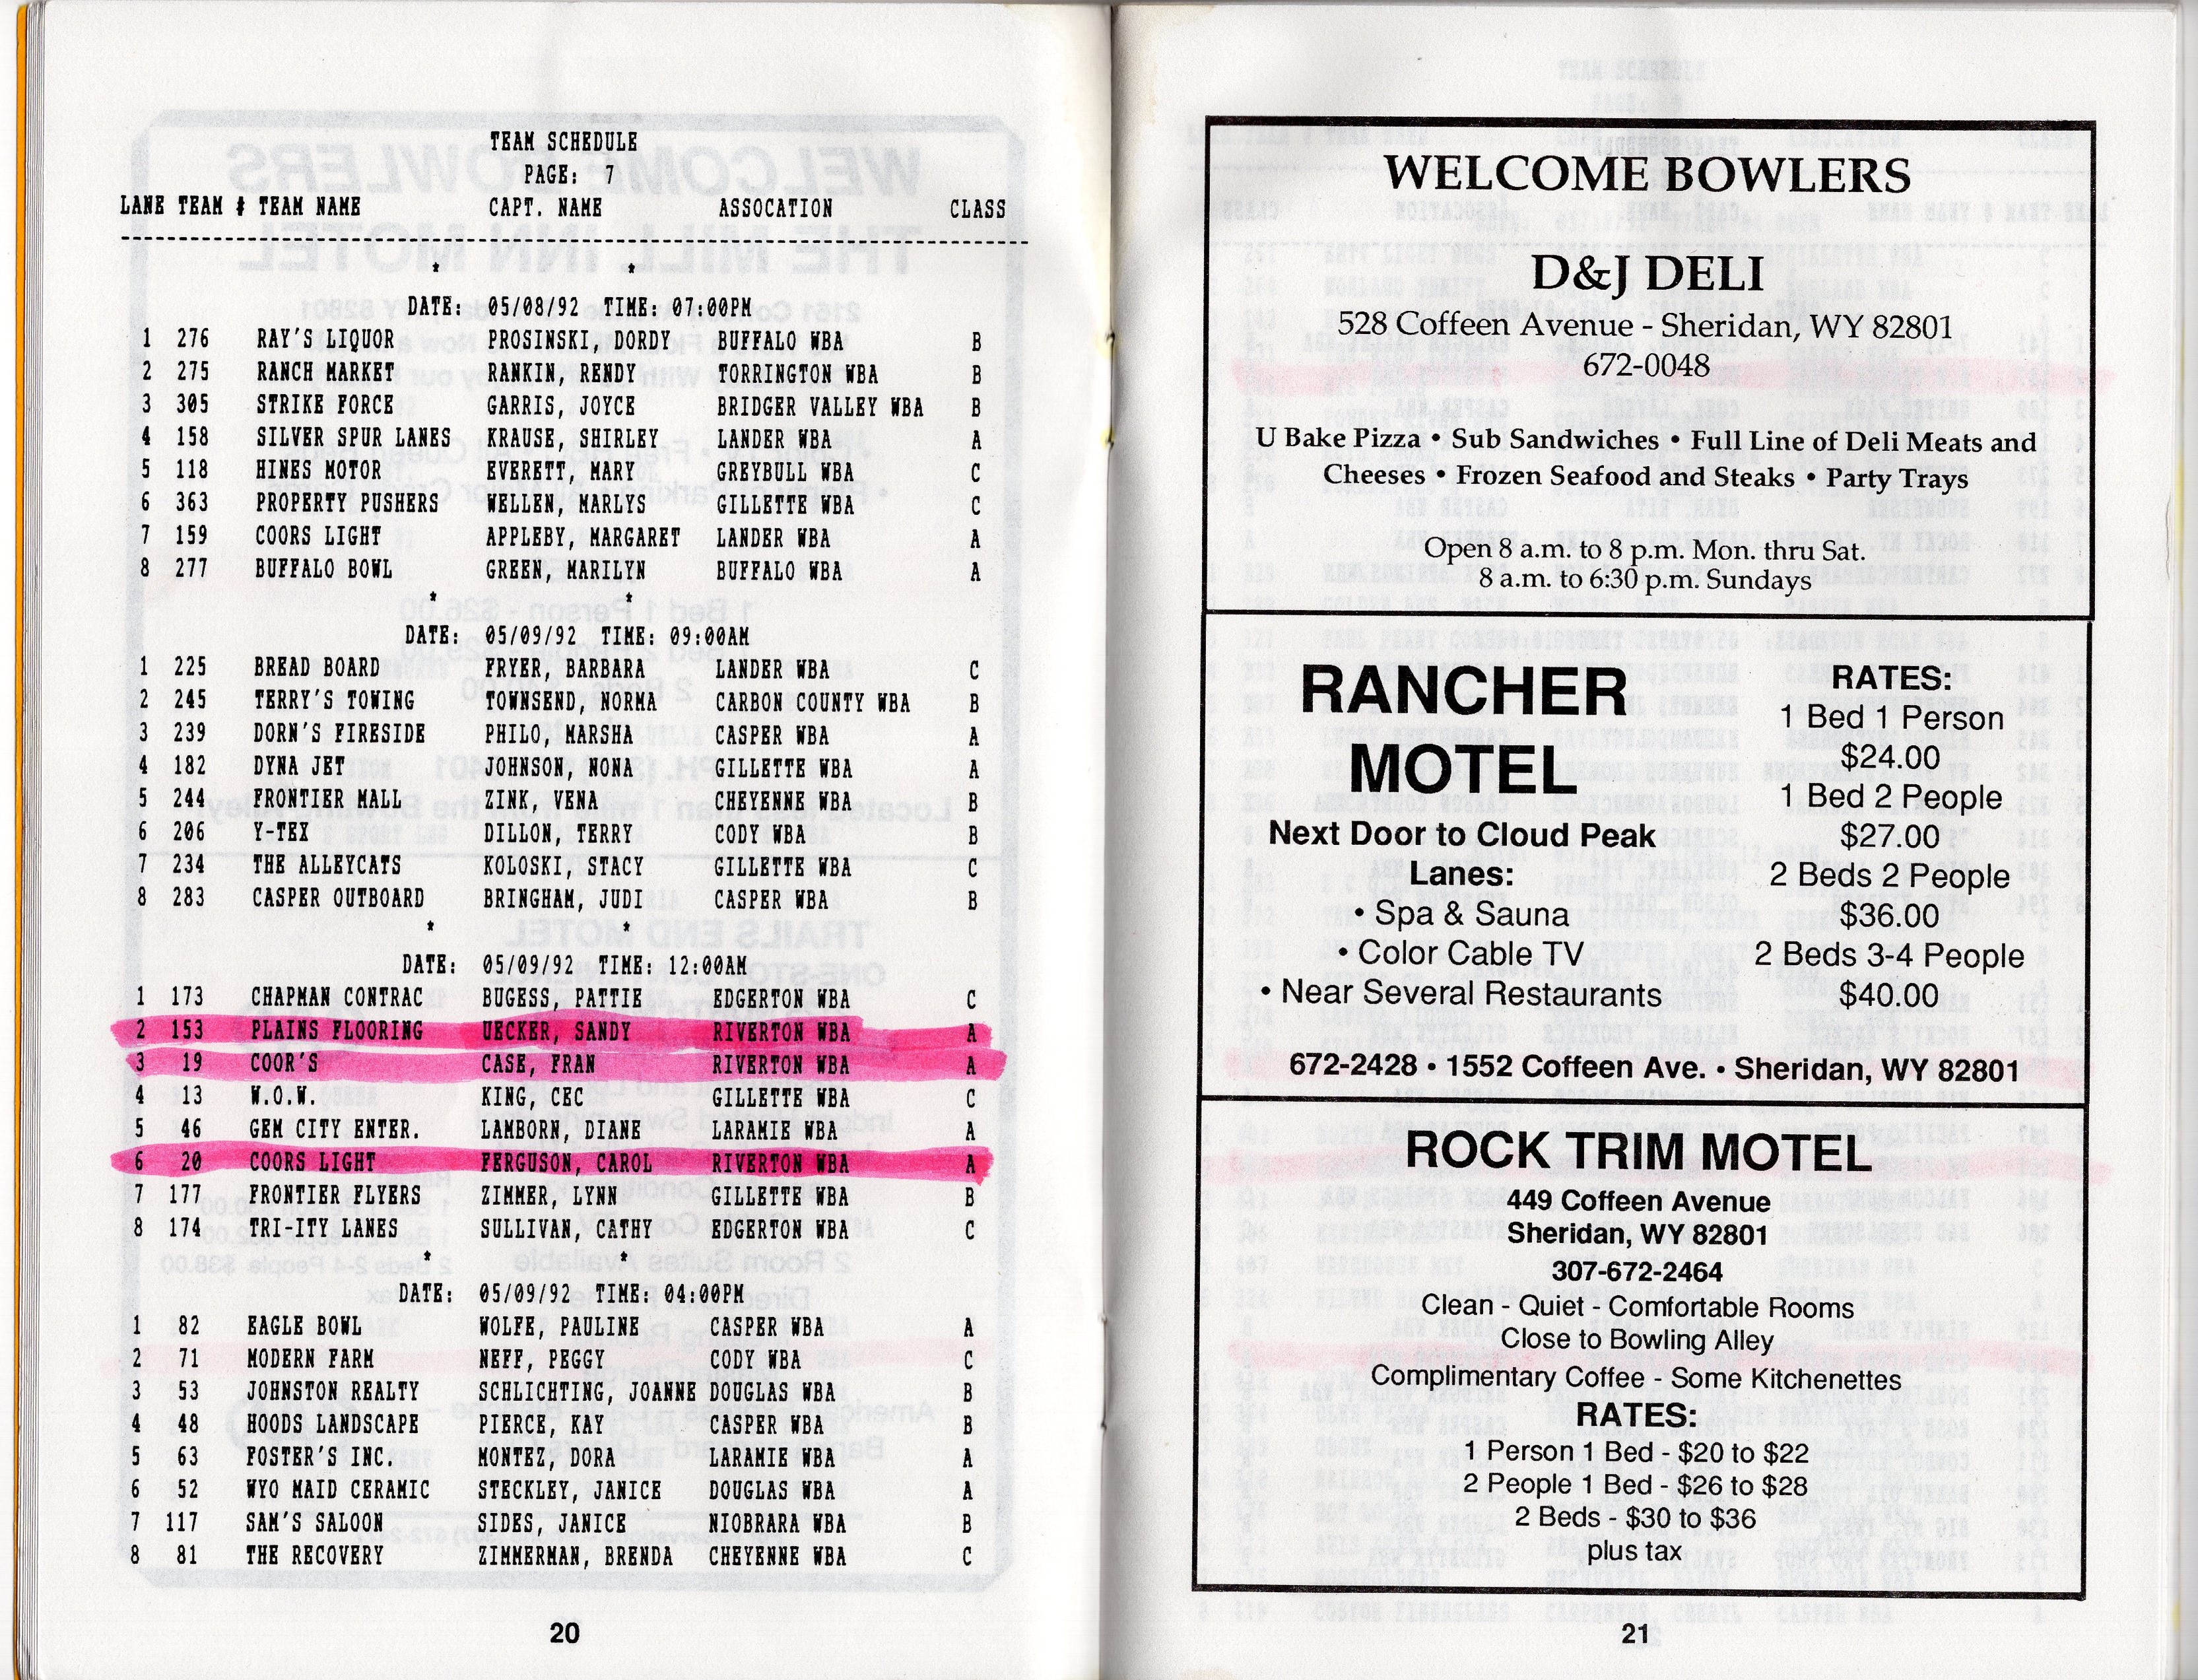 TEAM SCHEDULE
PAGE: 7
LANE TEAM # TEAM NAME CAPT. NAME ASSOCATION CLASS
* *
DATE: 05/08/92 TIME: 07:00PM
1 276 RAY'S LIQUOR PROSINSKI, DORDY BUFFALO WBA B
2 275 RANCH MARKET RANKIN, RENDY TORRINGTON WBA B
3 305 STRIKE FORCE GARRIS, JOYCE BRIDGER VALLEY WBA B
4 158 SILVER SPUR LANES KRAUSE, SHIRLEY LANDER WBA A
5 118 HINES MOTOR EVERETT, MARY GREYBULL WBA C
6 363 PROPERTY PUSHERS WELLEN, MARLYS GILLETTE WBA C
7 159 COORS LIGHT APPLEBY, MARGARET LANDER WBA A
8 277 BUFFALO BOWL GREEN, MARILYN BUFFALO WBA A
* *
DATE: 05/09/92 TIME: 09:00AM
1 225 BREAD BOARD FRYER, BARBARA LANDER WBA C
2 245 TERRY'S TOWING TOWNSEND, NORMA CARBON COUNTY WBA B
3 239 DORN'S FIRESIDE PHILO, MARSHA CASPER WBA A
4 182 DYNA JET JOHNSON, NONA GILLETTE WBA A
5 244 FRONTIER MALL ZINK, VENA CHEYENNE WBA B
6 206 Y-TEX DILLON, TERRY CODY WBA B
7 234 THE ALLEYCATS KOLOSKI, STACY GILLETTE WBA C
8 283 CASPER OUTBOARD BRINGHAM, JUDI CASPER WBA B
* *
DATE: 05/09/92 TIME: 12:00AM
1 173 CHAPMAN CONTRAC BUGESS, PATTIE EDGERTON WBA C
2 153 PLAINS FLOORING UECKER, SANDY RIVERTON WBA A
3 19 COOR'S CASE, FRAN RIVERTON WBA A
4 13 W.O.W. KING, CEC GILLETTE WBA C
5 46 GEM CITY ENTER. LAMBORN, DIANE LARAMIE WBA A
6 20 COORS LIGHT FERGUSON, CAROL RIVERTON WBA A
7 177 FRONTIER FLYERS ZIMMER, LYNN GILLETTE WBA B
8 174 TRI-ITY LANES SULLIVAN, CATHY EDGERTON WBA C
* *
DATE: 05/09/92 TIME: 04:00PM
1 82 EAGLE BOWL WOLFE, PAULINE CASPER WBA A
2 71 MODERN FARM NEFF, PEGGY CODY WBA C
3 53 JOHNSTON REALTY SCHLICHTING, JOANNE DOUGLAS WBA B
4 48 HOODS LANDSCAPE PIERCE, KAY CASPER WBA B
5 63 FOSTER'S INC. MONTEZ, DORA LARAMIE WBA A
6 52 WYO MAID CERAMIC STECKLEY, JANICE DOUGLAS WBA A
7 117 SAM'S SALOON SIDES, JANICE NIOBRARA WBA B
8 81 THE RECOVERY ZIMMERMAN, BRENDA CHEYENNE WBA C
20
WELCOME BOWLERS
D&J DELI
528 Coffeen Avenue - Sheridan, WY 82801
672-0048
U Bake Pizza • Sub Sandwiches • Full Line of Deli Meats and
Cheeses • Frozen Seafood and Steaks • Party Trays
Open 8 a.m. to 8 p.m. Mon. thru Sat.
8 a.m. to 6:30 p.m. Sundays
RANCHER
MOTEL
Next Door to Cloud Peak
Lanes:
• Spa & Sauna
• Color Cable TV
• Near Several Restaurants
RATES:
1 Bed 1 Person
$24.00
1 Bed 2 People
$27.00
2 Beds 2 People
$36.00
2 Beds 3-4 People
$40.00
672-2428 • 1552 Coffeen Ave. • Sheridan, WY 82801
ROCK TRIM MOTEL
449 Coffeen Avenue
Sheridan, WY 82801
307-672-2464
Clean - Quiet - Comfortable Rooms
Close to Bowling Alley
Complimentary Coffee - Some Kitchenettes
RATES:
1 Person 1 Bed - $20 to $22
2 People 1 Bed - $26 to $28
2 Beds - $30 to $36
plus tax
21